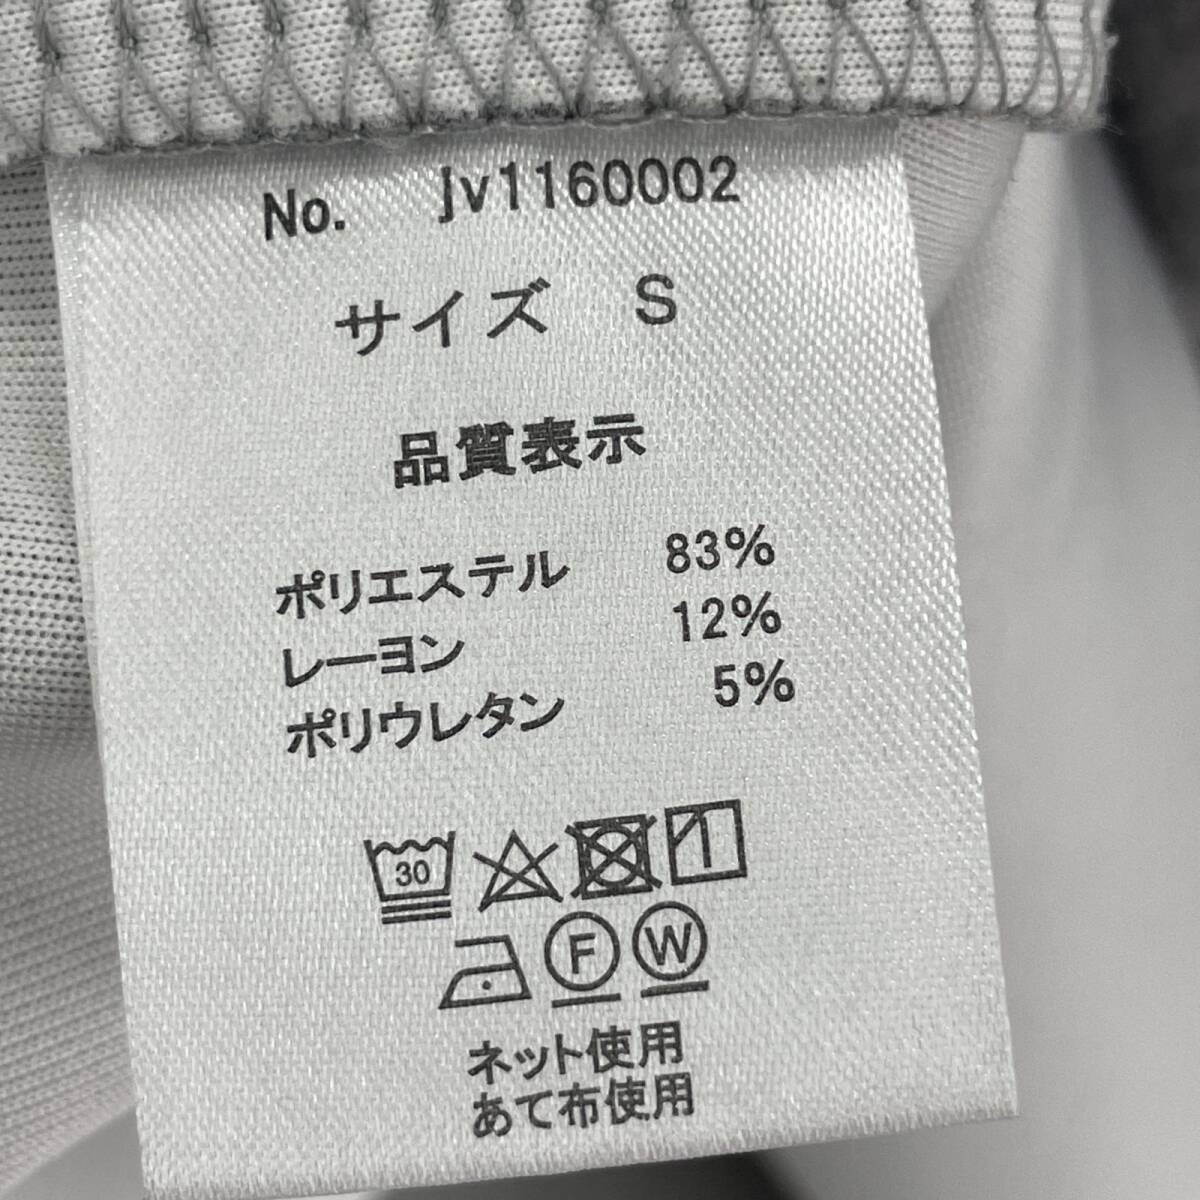 No. jv1160002
サイズ S
品質表示
ポリエステル 83%
レーヨン 12%
ポリウレタン 5%
30
F W
ネット使用
あて布使用